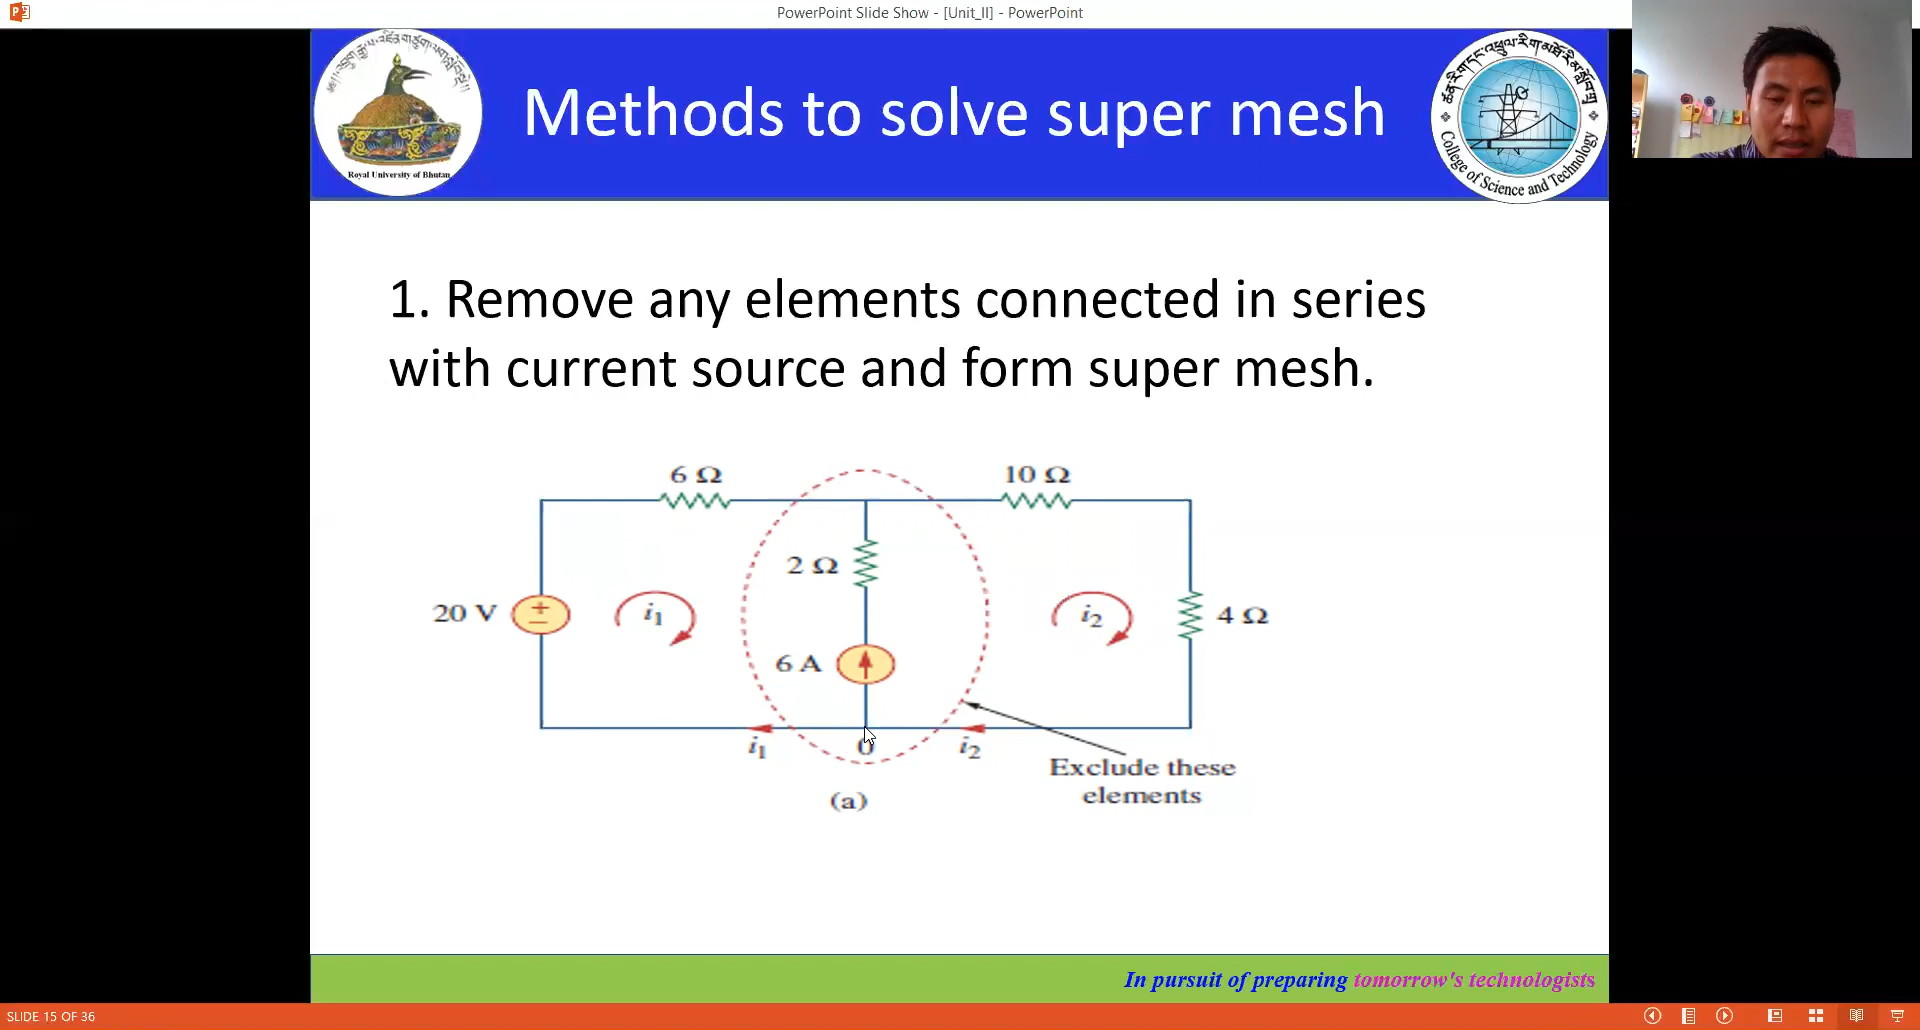 PowerPoint Slide Show - [Unit_II] - PowerPoint
Royal University of Bhutan
Methods to solve super mesh
College of Science and Technology
1. Remove any elements connected in series
with current source and form super mesh.
6 Ω
10 Ω
2 Ω
20 V
+
−
i1
i2
4 Ω
6 A
i1
0
i2
Exclude these
elements
(a)
In pursuit of preparing tomorrow's technologists
SLIDE 15 OF 36